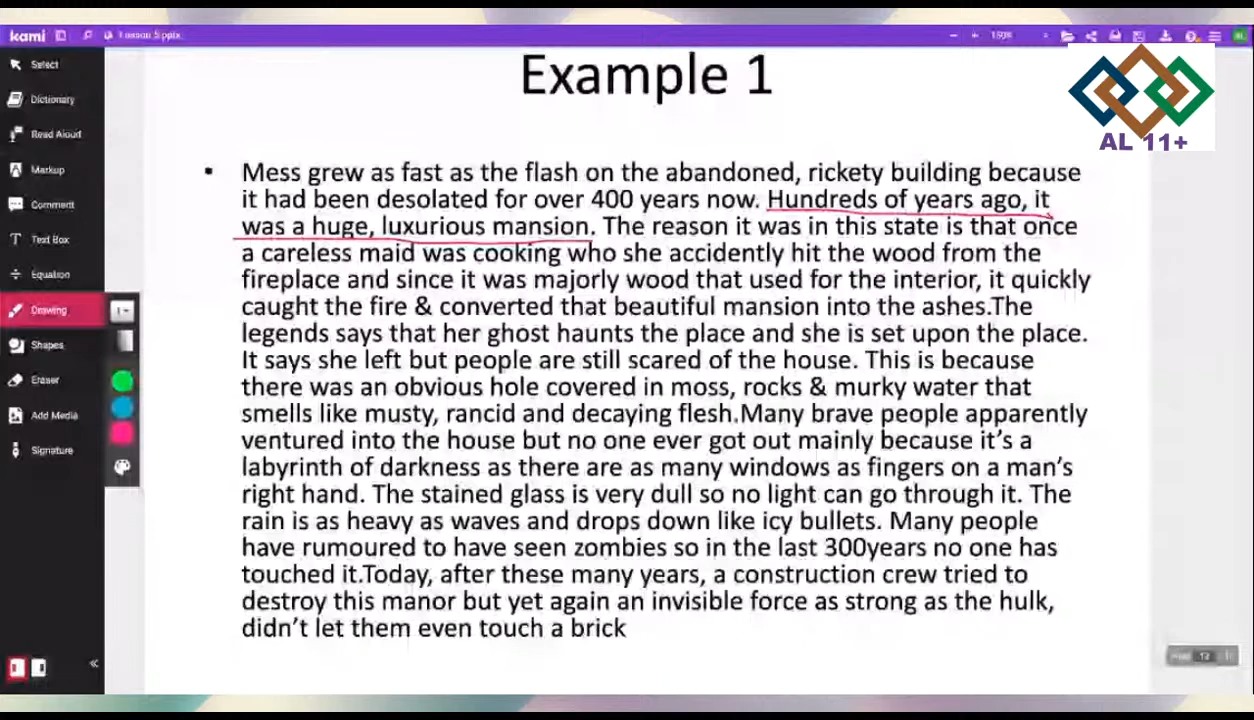 kami Lesson 5.pptx 150%
AL 11+
Select
Dictionary
Read Aloud
Markup
Comment
Text Box
Equation
Drawing
Shapes
Eraser
Add Media
Signature
Example 1
• Mess grew as fast as the flash on the abandoned, rickety building because
it had been desolated for over 400 years now. Hundreds of years ago, it
was a huge, luxurious mansion. The reason it was in this state is that once
a careless maid was cooking who she accidently hit the wood from the
fireplace and since it was majorly wood that used for the interior, it quickly
caught the fire & converted that beautiful mansion into the ashes.The
legends says that her ghost haunts the place and she is set upon the place.
It says she left but people are still scared of the house. This is because
there was an obvious hole covered in moss, rocks & murky water that
smells like musty, rancid and decaying flesh.Many brave people apparently
ventured into the house but no one ever got out mainly because it's a
labyrinth of darkness as there are as many windows as fingers on a man's
right hand. The stained glass is very dull so no light can go through it. The
rain is as heavy as waves and drops down like icy bullets. Many people
have rumoured to have seen zombies so in the last 300years no one has
touched it.Today, after these many years, a construction crew tried to
destroy this manor but yet again an invisible force as strong as the hulk,
didn't let them even touch a brick